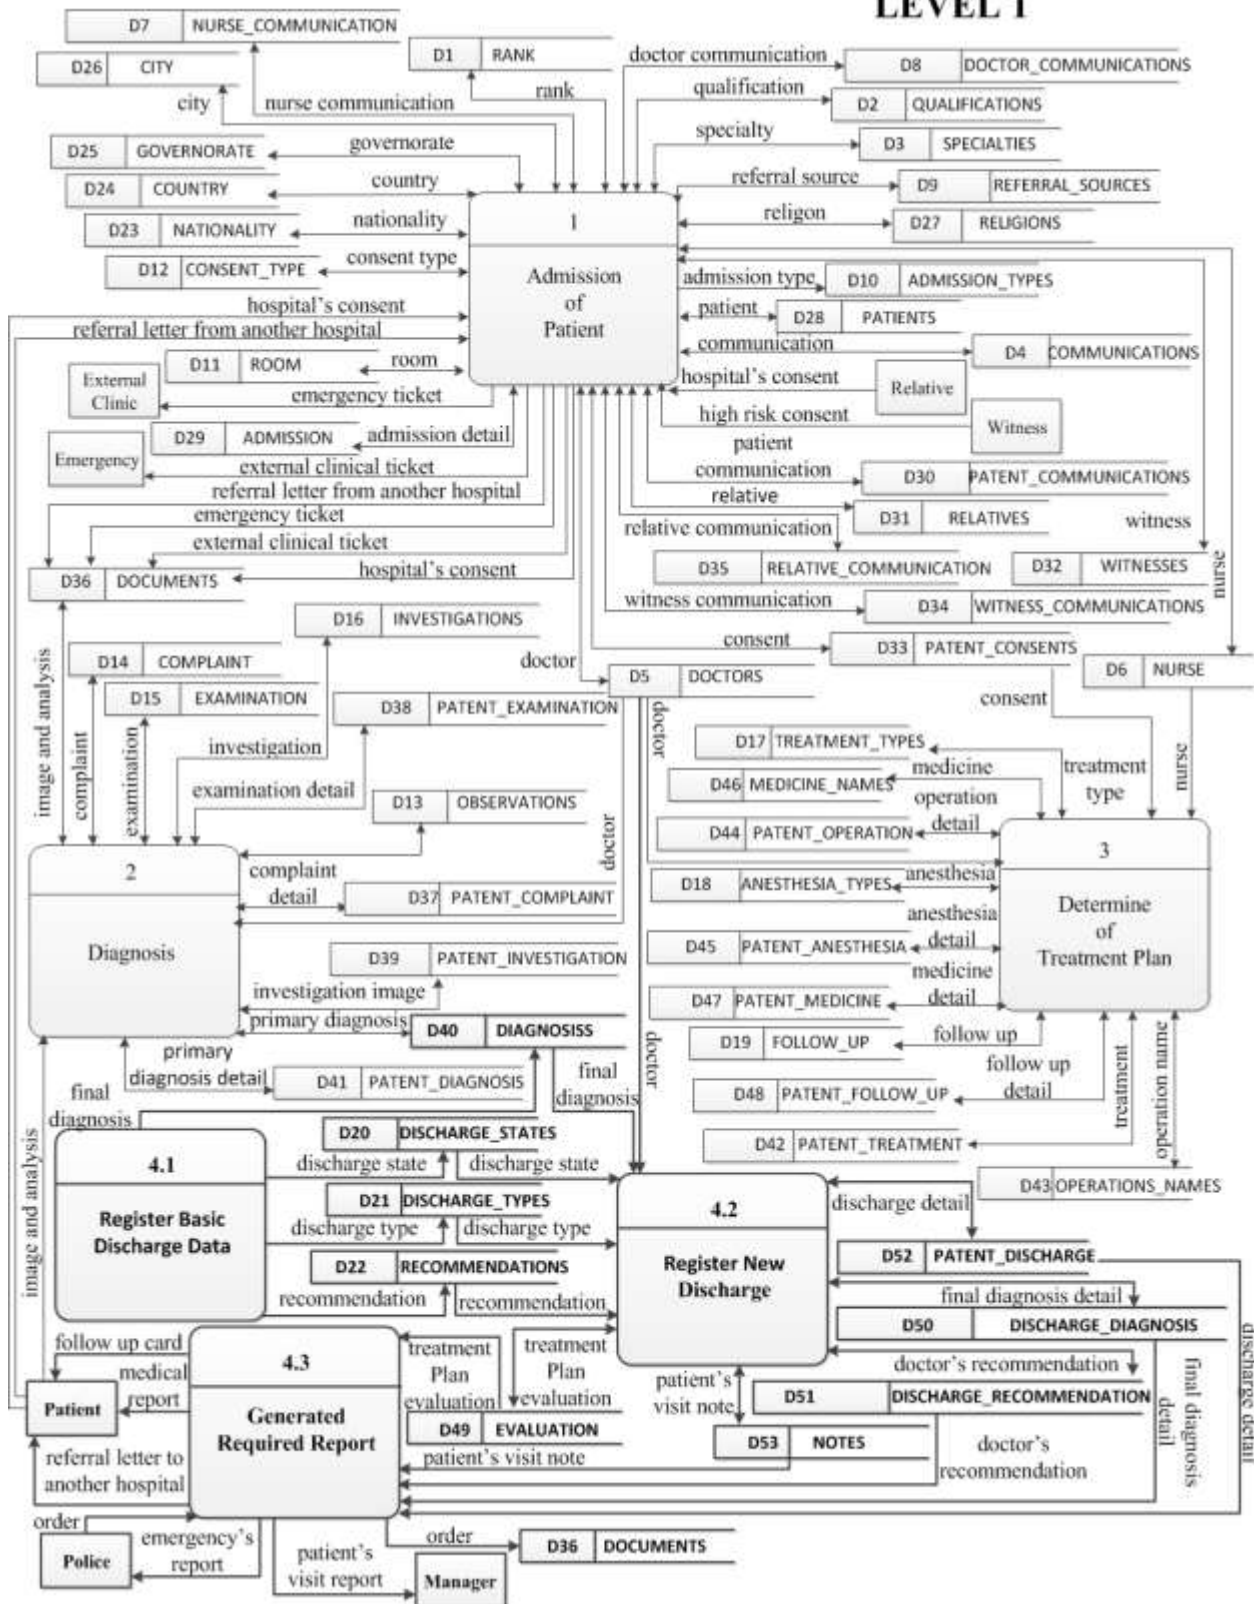 LEVEL 1
D7 NURSE_COMMUNICATION
D26 CITY
D1 RANK
doctor communication
D8 DOCTOR_COMMUNICATIONS
city
nurse communication
rank
qualification
D2 QUALIFICATIONS
D25 GOVERNORATE
governorate
specialty
D3 SPECIALTIES
D24 COUNTRY
country
referral source
D9 REFERRAL_SOURCES
D23 NATIONALITY
nationality
religon
D27 RELIGIONS
1
Admission
of
Patient
D12 CONSENT_TYPE
consent type
admission type
D10 ADMISSION_TYPES
hospital's consent
patient
D28 PATIENTS
referral letter from another hospital
communication
D4 COMMUNICATIONS
D11 ROOM
room
External
Clinic
emergency ticket
hospital's consent
Relative
high risk consent
Witness
D29 ADMISSION
admission detail
Emergency
external clinical ticket
patient
communication
D30 PATENT_COMMUNICATIONS
referral letter from another hospital
relative
D31 RELATIVES
emergency ticket
relative communication
witness
external clinical ticket
D36 DOCUMENTS
hospital's consent
D35 RELATIVE_COMMUNICATION
D32 WITNESSES
nurse
witness communication
D34 WITNESS_COMMUNICATIONS
D16 INVESTIGATIONS
consent
D33 PATENT_CONSENTS
D14 COMPLAINT
doctor
D5 DOCTORS
D6 NURSE
D15 EXAMINATION
D38 PATENT_EXAMINATION
consent
image and analysis
complaint
examination
investigation
doctor
D17 TREATMENT_TYPES
examination detail
D46 MEDICINE_NAMES
medicine
treatment
type
nurse
D13 OBSERVATIONS
operation
D44 PATENT_OPERATION
detail
doctor
2
Diagnosis
complaint
detail
D37 PATENT_COMPLAINT
D18 ANESTHESIA_TYPES
anesthesia
3
Determine
of
Treatment Plan
anesthesia
D45 PATENT_ANESTHESIA
detail
D39 PATENT_INVESTIGATION
investigation image
medicine
D47 PATENT_MEDICINE
detail
primary diagnosis
D40 DIAGNOSISS
D19 FOLLOW_UP
follow up
primary
diagnosis detail
D41 PATENT_DIAGNOSIS
doctor
follow up
detail
D48 PATENT_FOLLOW_UP
final
diagnosis
final
diagnosis
treatment
operation name
D20 DISCHARGE_STATES
D42 PATENT_TREATMENT
4.1
Register Basic
Discharge Data
discharge state
discharge state
D43 OPERATIONS_NAMES
D21 DISCHARGE_TYPES
discharge type
discharge type
4.2
Register New
Discharge
discharge detail
D52 PATENT_DISCHARGE
D22 RECOMMENDATIONS
recommendation
recommendation
final diagnosis detail
D50 DISCHARGE_DIAGNOSIS
image and analysis
follow up card
medical
report
4.3
Generated
Required Report
treatment
Plan
evaluation
treatment
Plan
evaluation
doctor's recommendation
patient's
visit note
D51 DISCHARGE_RECOMMENDATION
Patient
D49 EVALUATION
D53 NOTES
final diagnosis
detail
discharge detail
referral letter to
another hospital
patient's visit note
doctor's
recommendation
order
Police
emergency's
report
patient's
visit report
order
D36 DOCUMENTS
Manager